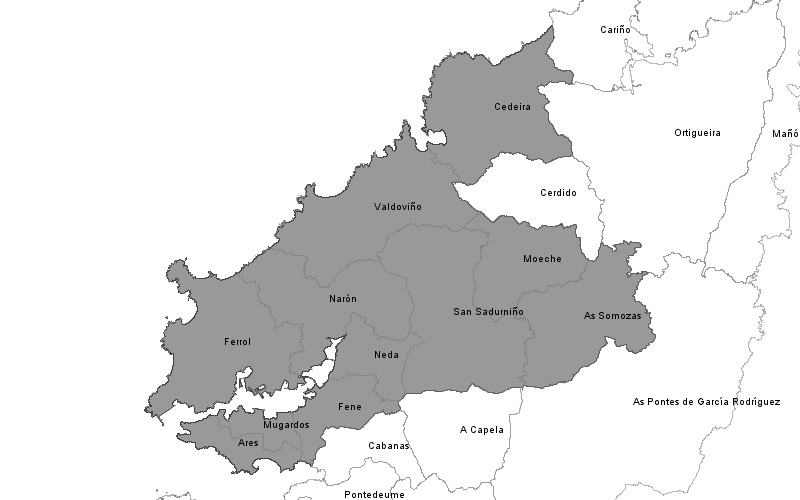 Cariño
Cedeira
Ortigueira
Mañó
Cerdido
Valdoviño
Moeche
Narón
San Sadurniño
As Somozas
Ferrol
Neda
As Pontes de García Rodríguez
Fene
Mugardos
A Capela
Ares
Cabanas
Pontedeume